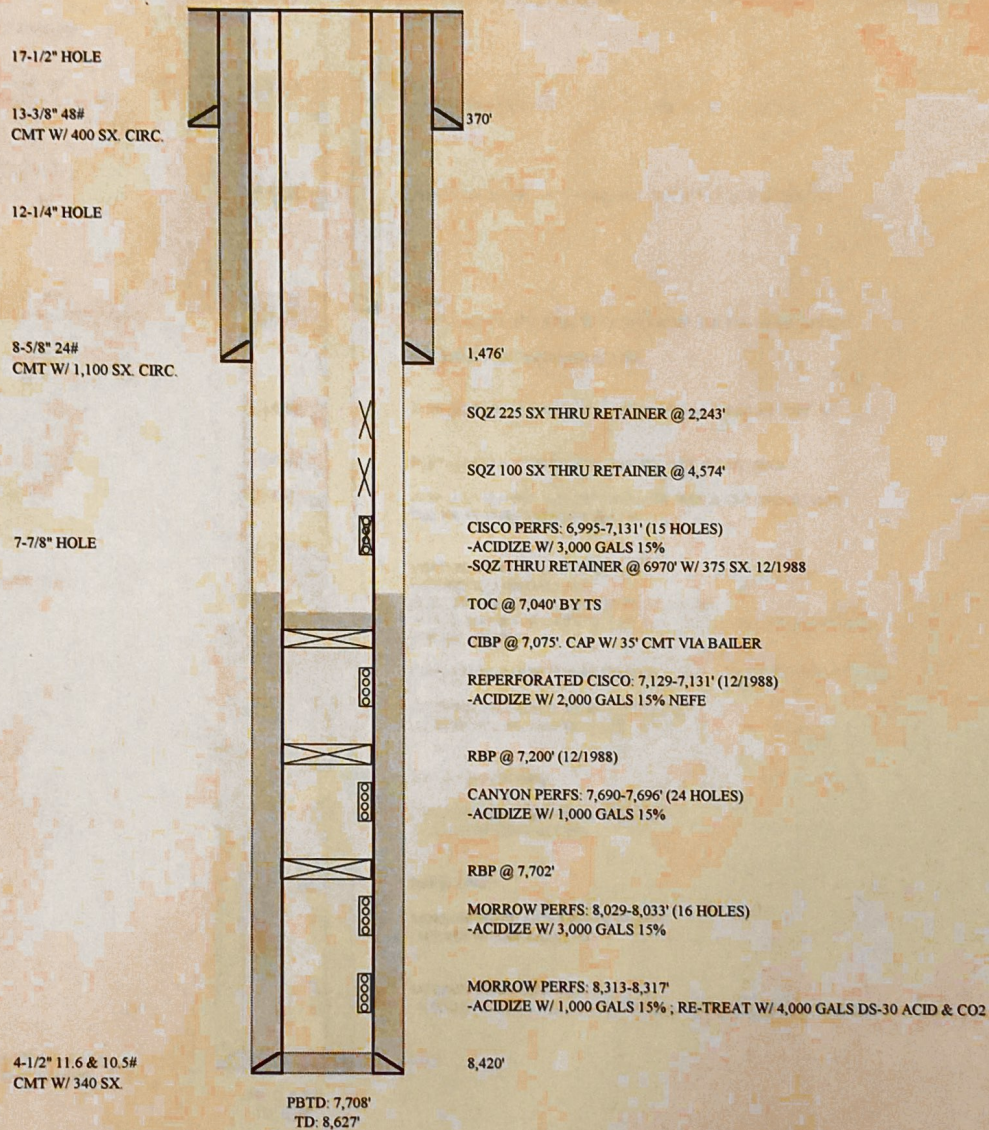 17-1/2" HOLE
13-3/8" 48#
CMT W/ 400 SX. CIRC.
370'
12-1/4" HOLE
8-5/8" 24#
CMT W/ 1,100 SX. CIRC.
1,476'
SQZ 225 SX THRU RETAINER @ 2,243'
SQZ 100 SX THRU RETAINER @ 4,574'
7-7/8" HOLE
CISCO PERFS: 6,995-7,131' (15 HOLES)
-ACIDIZE W/ 3,000 GALS 15%
-SQZ THRU RETAINER @ 6970' W/ 375 SX. 12/1988
TOC @ 7,040' BY TS
CIBP @ 7,075'. CAP W/ 35' CMT VIA BAILER
REPERFORATED CISCO: 7,129-7,131' (12/1988)
-ACIDIZE W/ 2,000 GALS 15% NEFE
RBP @ 7,200' (12/1988)
CANYON PERFS: 7,690-7,696' (24 HOLES)
-ACIDIZE W/ 1,000 GALS 15%
RBP @ 7,702'
MORROW PERFS: 8,029-8,033' (16 HOLES)
-ACIDIZE W/ 3,000 GALS 15%
MORROW PERFS: 8,313-8,317'
-ACIDIZE W/ 1,000 GALS 15% ; RE-TREAT W/ 4,000 GALS DS-30 ACID & CO2
4-1/2" 11.6 & 10.5#
CMT W/ 340 SX.
8,420'
PBTD: 7,708'
TD: 8,627'